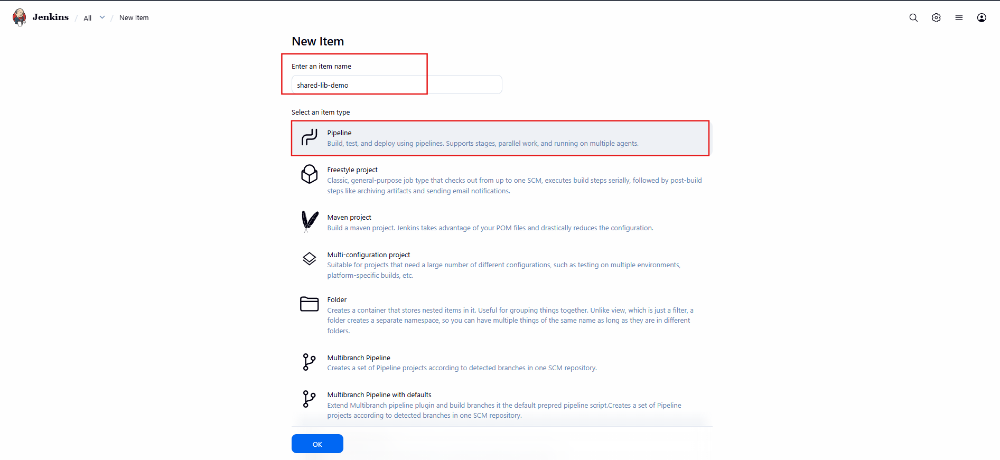 Jenkins / All / New Item
New Item
Enter an item name
shared-lib-demo
Select an item type
Pipeline
Build, test, and deploy using pipelines. Supports stages, parallel work, and running on multiple agents.
Freestyle project
Classic, general-purpose job type that checks out from up to one SCM, executes build steps serially, followed by post-build
steps like archiving artifacts and sending email notifications.
Maven project
Build a maven project. Jenkins takes advantage of your POM files and drastically reduces the configuration.
Multi-configuration project
Suitable for projects that need a large number of different configurations, such as testing on multiple environments,
platform-specific builds, etc.
Folder
Creates a container that stores nested items in it. Useful for grouping things together. Unlike view, which is just a filter, a
folder creates a separate namespace, so you can have multiple things of the same name as long as they are in different
folders.
Multibranch Pipeline
Creates a set of Pipeline projects according to detected branches in one SCM repository.
Multibranch Pipeline with defaults
Extend Multibranch pipeline plugin and build branches it the default prepred pipeline script.Creates a set of Pipeline
projects according to detected branches in one SCM repository.
OK